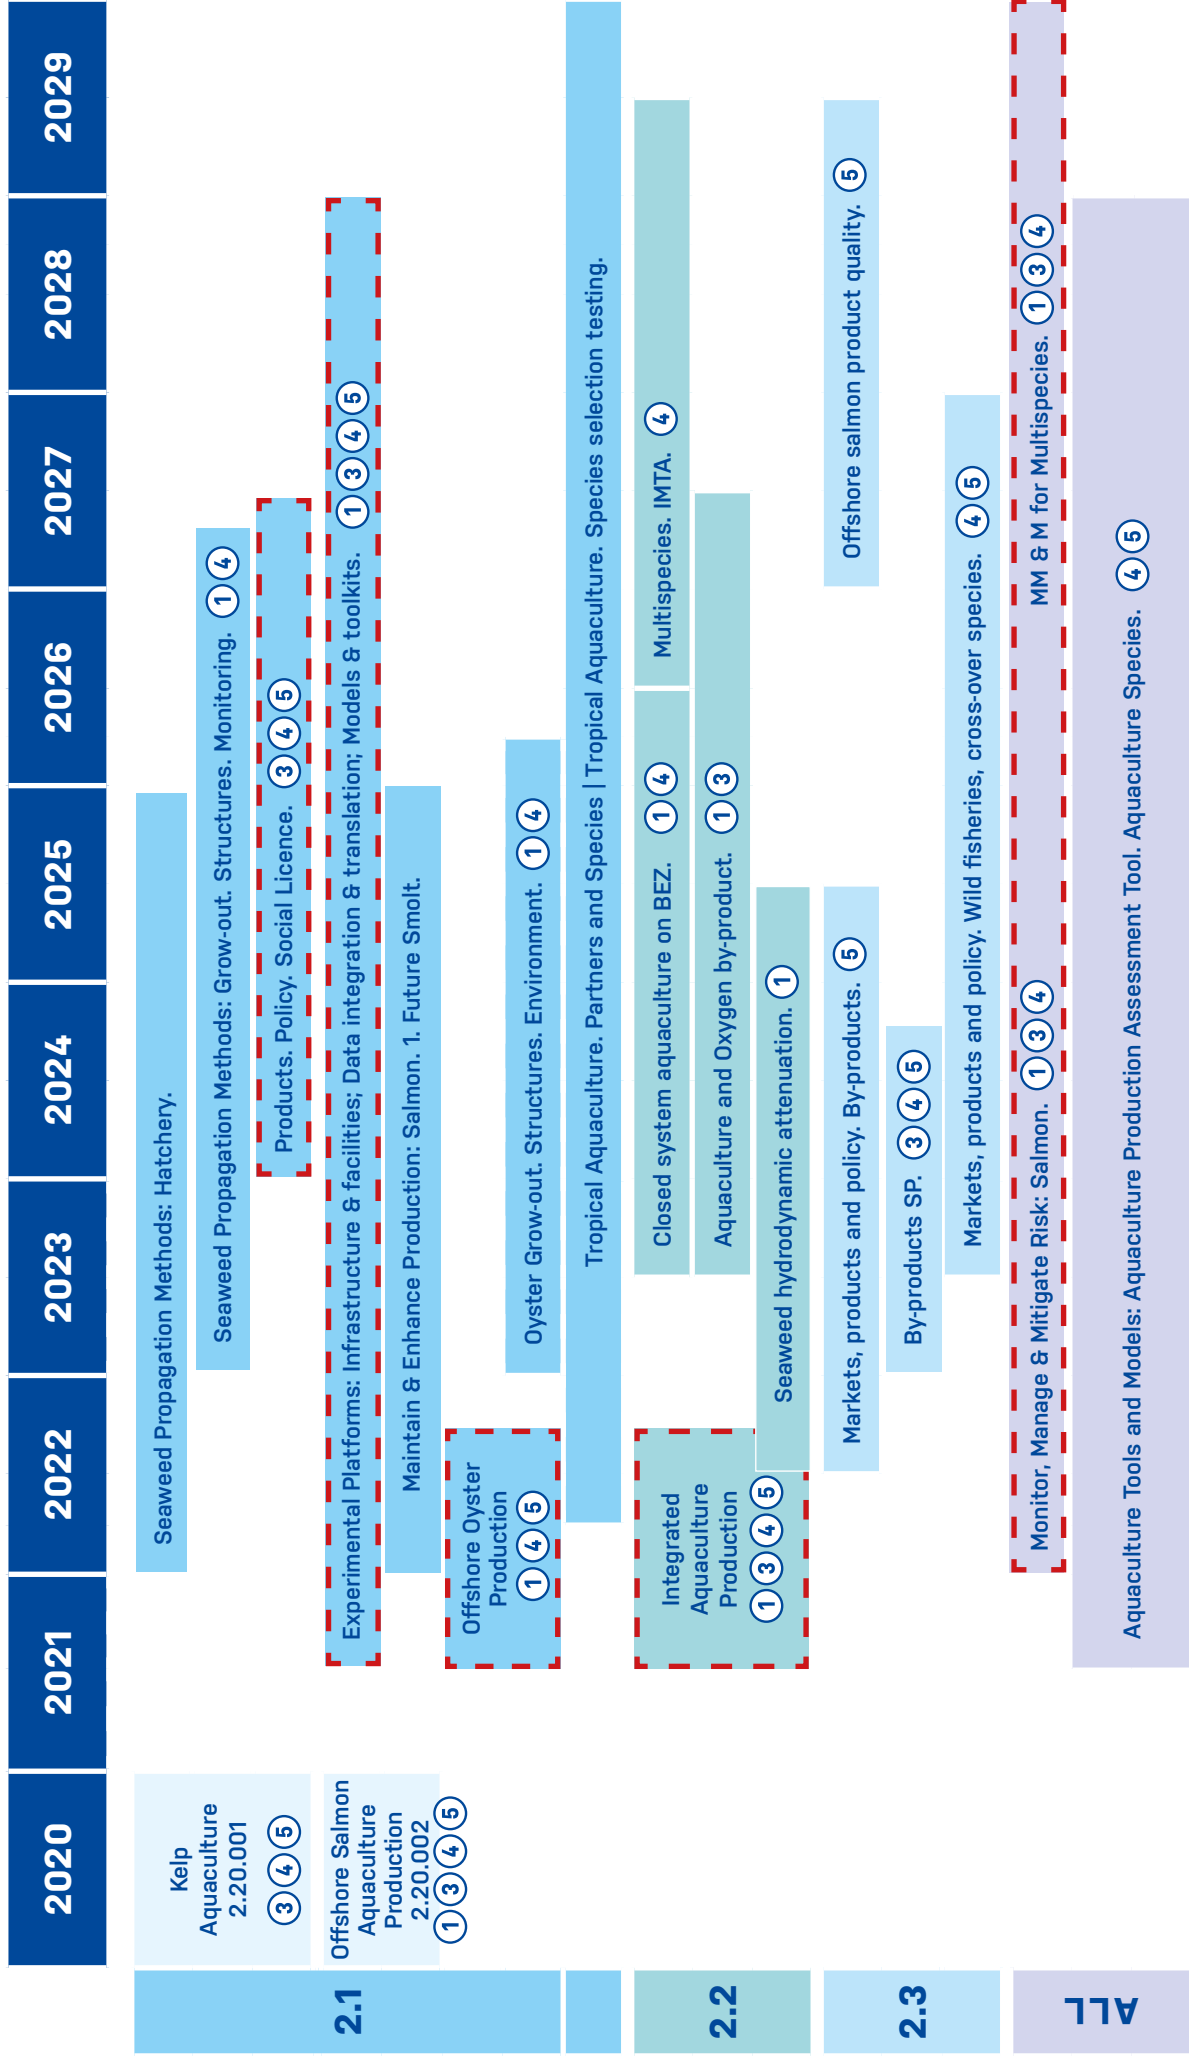 2020
2021
2022
2023
2024
2025
2026
2027
2028
2029
2.1
Kelp
Aquaculture
2.20.001
3 4 5
Seaweed Propagation Methods: Hatchery.
Seaweed Propagation Methods: Grow-out. Structures. Monitoring. 1 4
Products. Policy. Social Licence. 3 4 5
Offshore Salmon
Aquaculture
Production
2.20.002
1 3 4 5
Experimental Platforms: Infrastructure & facilities; Data integration & translation; Models & toolkits. 1 3 4 5
Maintain & Enhance Production: Salmon. 1. Future Smolt.
Offshore Oyster
Production
1 4 5
Oyster Grow-out. Structures. Environment. 1 4
Tropical Aquaculture. Partners and Species | Tropical Aquaculture. Species selection testing.
2.2
Integrated
Aquaculture
Production
1 3 4 5
Closed system aquaculture on BEZ. 1 4
Multispecies. IMTA. 4
Aquaculture and Oxygen by-product. 1 3
Seaweed hydrodynamic attenuation. 1
2.3
Markets, products and policy. By-products. 5
Offshore salmon product quality. 5
By-products SP. 3 4 5
Markets, products and policy. Wild fisheries, cross-over species. 4 5
ALL
Monitor, Manage & Mitigate Risk: Salmon. 1 3 4
MM & M for Multispecies. 1 3 4
Aquaculture Tools and Models: Aquaculture Production Assessment Tool. Aquaculture Species. 4 5